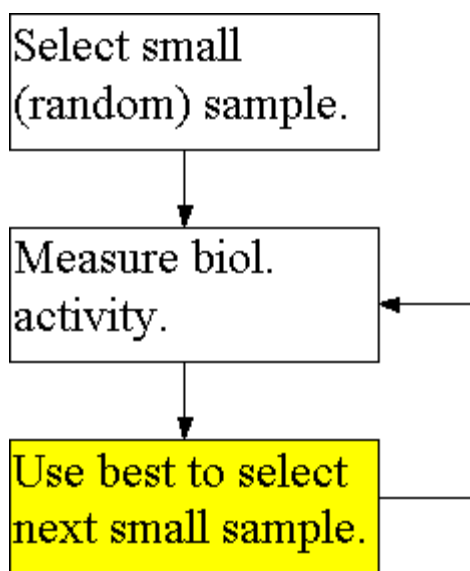 Select small
(random) sample.
Measure biol.
activity.
Use best to select
next small sample.